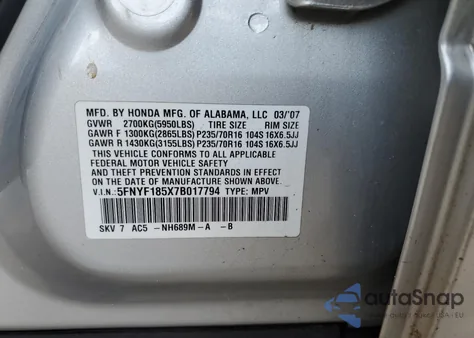 MFD. BY HONDA MFG. OF ALABAMA, LLC 03/'07
GVWR 2700KG(5950LBS) TIRE SIZE RIM SIZE
GAWR F 1300KG(2865LBS) P235/70R16 104S 16X6.5JJ
GAWR R 1430KG(3155LBS) P235/70R16 104S 16X6.5JJ
THIS VEHICLE CONFORMS TO ALL APPLICABLE
FEDERAL MOTOR VEHICLE SAFETY
AND THEFT PREVENTION STANDARDS IN EFFECT ON
THE DATE OF MANUFACTURE SHOWN ABOVE.
V.I.N.: 5FNYF185X7B017794 TYPE: MPV
SKV 7 AC5 -NH689M-A -B
autoSnap